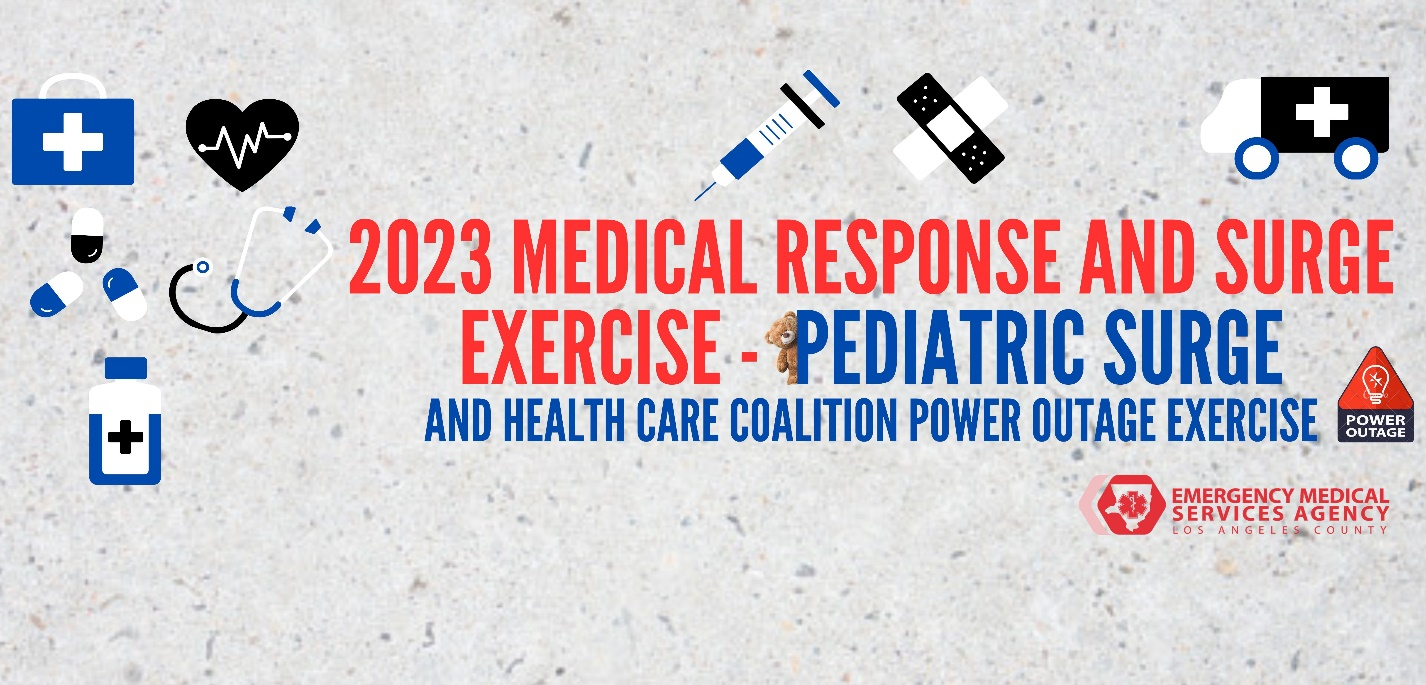 2023 MEDICAL RESPONSE AND SURGE
EXERCISE - PEDIATRIC SURGE
AND HEALTH CARE COALITION POWER OUTAGE EXERCISE
POWER
OUTAGE
EMERGENCY MEDICAL
SERVICES AGENCY
LOS ANGELES COUNTY